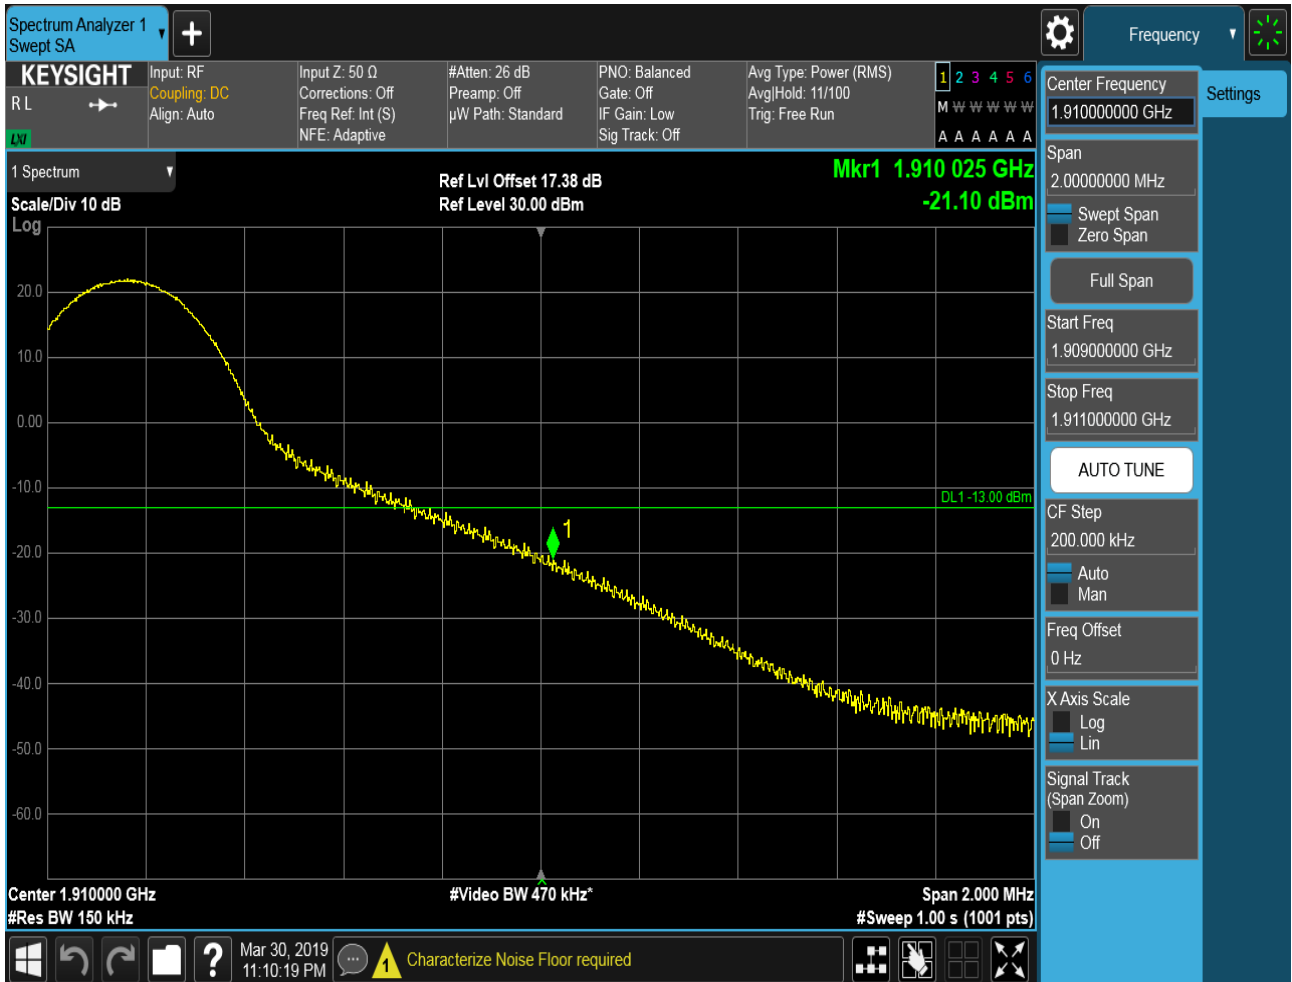 Spectrum Analyzer 1
Swept SA
Frequency
KEYSIGHT
R L
LXI
Input: RF
Coupling: DC
Align: Auto
Input Z: 50 Ω
Corrections: Off
Freq Ref: Int (S)
NFE: Adaptive
#Atten: 26 dB
Preamp: Off
µW Path: Standard
PNO: Balanced
Gate: Off
IF Gain: Low
Sig Track: Off
Avg Type: Power (RMS)
Avg|Hold: 11/100
Trig: Free Run
1 2 3 4 5 6
M W W W W W
A A A A A A
1 Spectrum
Scale/Div 10 dB
Log
Ref Lvl Offset 17.38 dB
Ref Level 30.00 dBm
Mkr1 1.910 025 GHz
-21.10 dBm
20.0
10.0
0.00
-10.0
-20.0
-30.0
-40.0
-50.0
-60.0
DL1 -13.00 dBm
1
Center 1.910000 GHz
#Res BW 150 kHz
#Video BW 470 kHz*
Span 2.000 MHz
#Sweep 1.00 s (1001 pts)
Center Frequency
1.910000000 GHz
Settings
Span
2.00000000 MHz
Swept Span
Zero Span
Full Span
Start Freq
1.909000000 GHz
Stop Freq
1.911000000 GHz
AUTO TUNE
CF Step
200.000 kHz
Auto
Man
Freq Offset
0 Hz
X Axis Scale
Log
Lin
Signal Track
(Span Zoom)
On
Off
?
Mar 30, 2019
11:10:19 PM
1
Characterize Noise Floor required